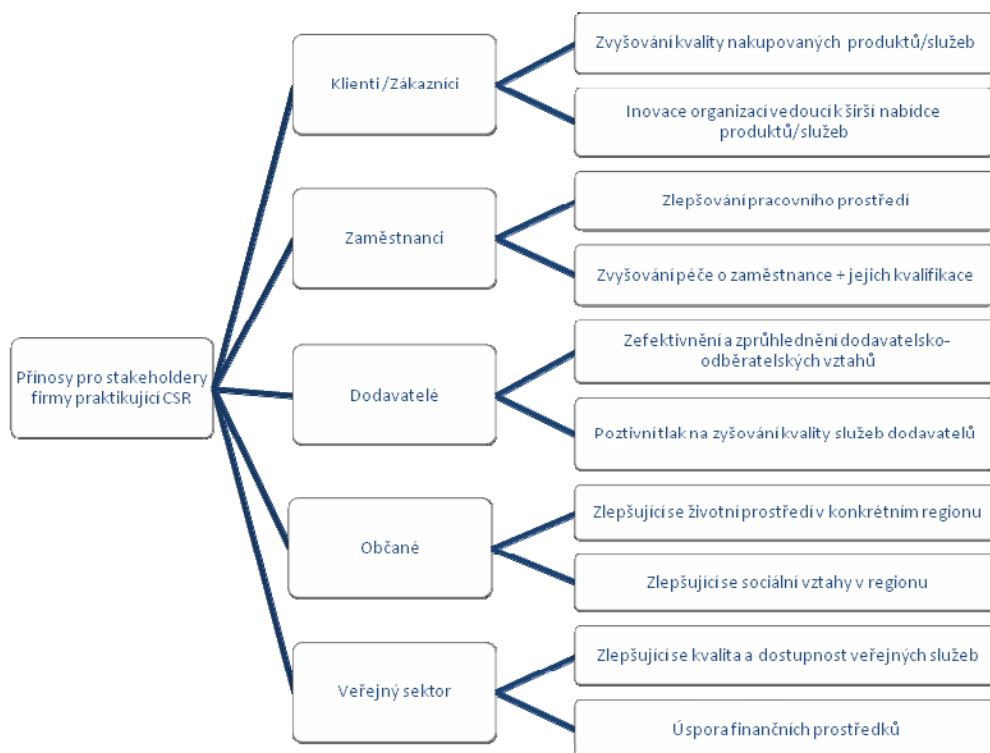 Přínosy pro stakeholdery
firmy praktikující CSR
Klienti /Zákazníci
Zvyšování kvality nakupovaných produktů/služeb
Inovace organizací vedoucí k širší nabídce
produktů/služeb
Zaměstnanci
Zlepšování pracovního prostředí
Zvyšování péče o zaměstnance + jejich kvalifikace
Dodavatelé
Zefektivnění a zprůhlednění dodavatelsko-
odběratelských vztahů
Poztivní tlak na zyšování kvality služeb dodavatelů
Občané
Zlepšující se životní prostředí v konkrétním regionu
Zlepšující se sociální vztahy v regionu
Veřejný sektor
Zlepšující se kvalita a dostupnost veřejných služeb
Úspora finančních prostředků